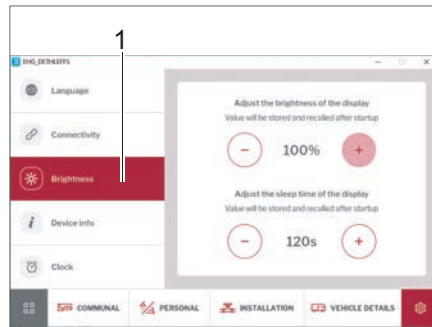 1
EHG_DETHLEFFS
Language
Connectivity
Brightness
Device info
Clock
Adjust the brightness of the display
Value will be stored and recalled after startup
- 100% +
Adjust the sleep time of the display
Value will be stored and recalled after startup
- 120s +
COMMUNAL PERSONAL INSTALLATION VEHICLE DETAILS